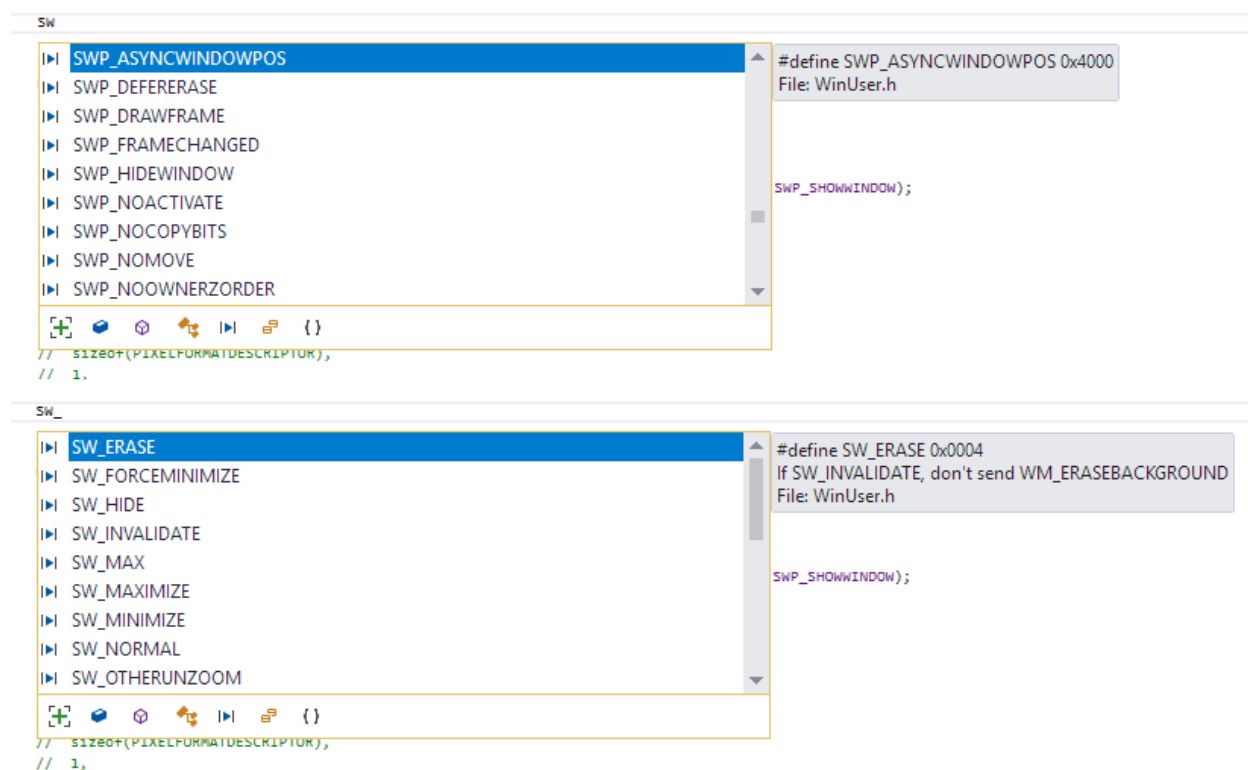 SW
SWP_ASYNCWINDOWPOS
#define SWP_ASYNCWINDOWPOS 0x4000
File: WinUser.h
SWP_DEFERERASE
SWP_DRAWFRAME
SWP_FRAMECHANGED
SWP_HIDEWINDOW
SWP_SHOWWINDOW);
SWP_NOACTIVATE
SWP_NOCOPYBITS
SWP_NOMOVE
SWP_NOOWNERZORDER
{ }
// sizeof(PIXELFORMATDESCRIPTOR),
// 1.
SW_
SW_ERASE
#define SW_ERASE 0x0004
If SW_INVALIDATE, don't send WM_ERASEBACKGROUND
File: WinUser.h
SW_FORCEMINIMIZE
SW_HIDE
SW_INVALIDATE
SW_MAX
SWP_SHOWWINDOW);
SW_MAXIMIZE
SW_MINIMIZE
SW_NORMAL
SW_OTHERUNZOOM
{ }
// sizeof(PIXELFORMATDESCRIPTOR),
// 1,